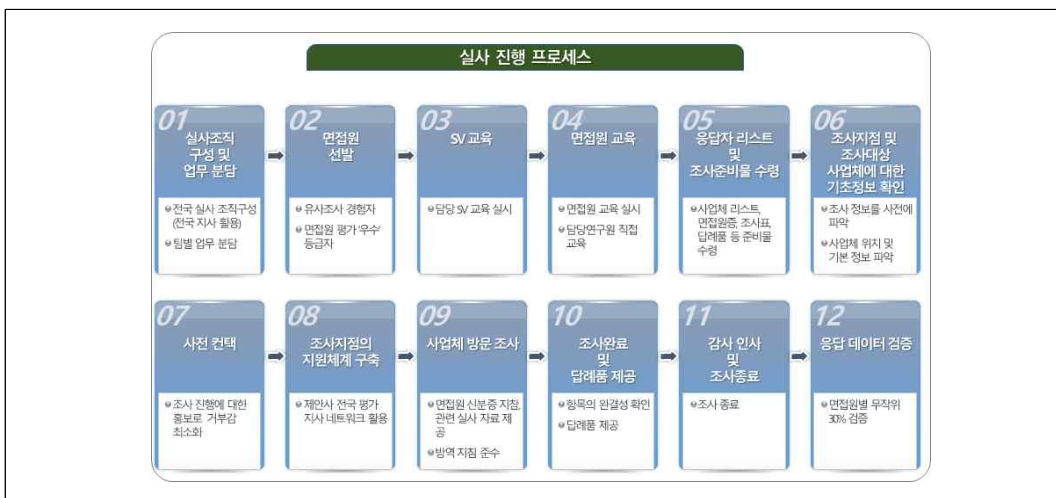 실사 진행 프로세스
01
실사조직
구성 및
업무 분담
전국 실사 조직구성
(전국 지사 활용)
팀별 업무 분담
02
면접원
선발
유사조사 경험자
면접원 평가 '우수'
등급자
03
SV 교육
담당 SV 교육 실시
04
면접원 교육
면접원 교육 실시
담당연구원 직접
교육
05
응답자 리스트
및
조사준비물 수령
사업체 리스트,
면접원증, 조사표,
답례품 등 준비물
수령
06
조사지점 및
조사대상
사업체에 대한
기초정보 확인
조사 정보를 사전에
파악
사업체 위치 및
기본 정보 파악
07
사전 컨택
조사 진행에 대한
홍보로 거부감
최소화
08
조사지점의
지원체계 구축
제안사 전국 평가
지사 네트워크 활용
09
사업체 방문 조사
면접원 신분증 지참,
관련 실사 자료 제
공
방역 지침 준수
10
조사완료
및
답례품 제공
항목의 완결성 확인
답례품 제공
11
감사 인사
및
조사종료
조사 종료
12
응답 데이터 검증
면접원별 무작위
30% 검증